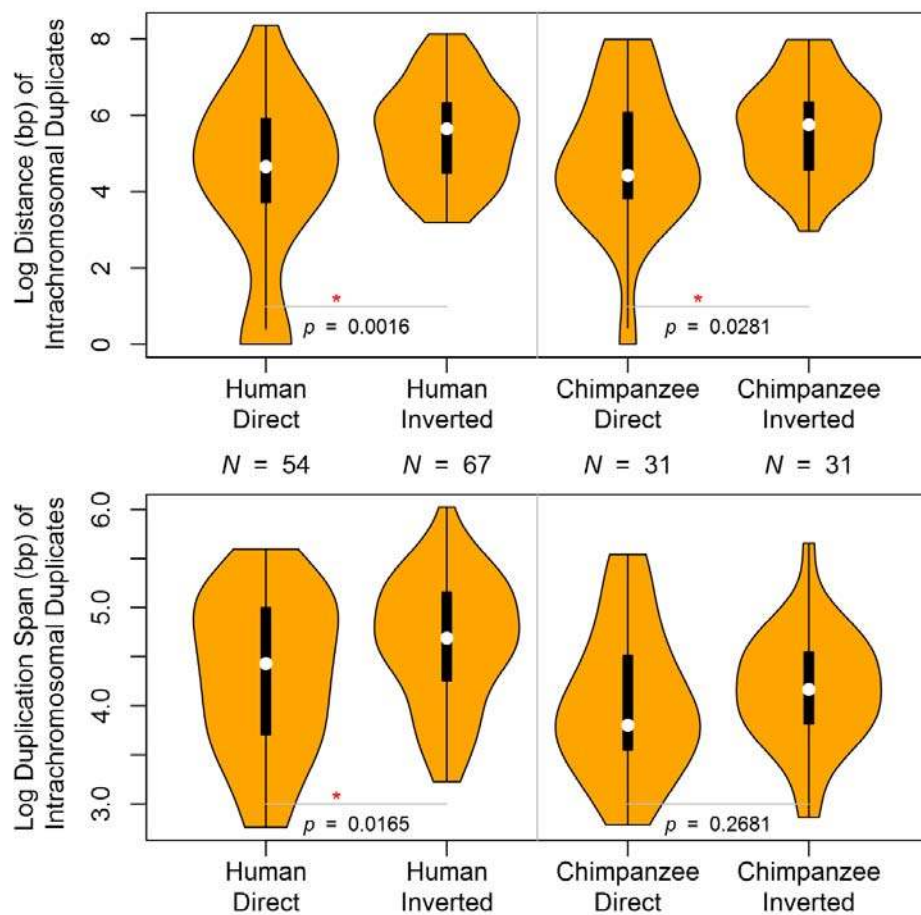 Log Distance (bp) of
Intrachromosomal Duplicates
8
6
4
2
0
*
p = 0.0016
*
p = 0.0281
Human
Direct
Human
Inverted
Chimpanzee
Direct
Chimpanzee
Inverted
N = 54
N = 67
N = 31
N = 31
Log Duplication Span (bp) of
Intrachromosomal Duplicates
6.0
5.0
4.0
3.0
*
p = 0.0165
p = 0.2681
Human
Direct
Human
Inverted
Chimpanzee
Direct
Chimpanzee
Inverted